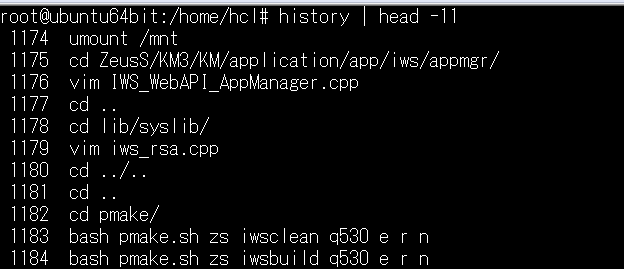 root@ubuntu64bit:/home/hcl# history | head -11
1174 umount /mnt
1175 cd ZeusS/KM3/KM/application/app/iws/appmgr/
1176 vim IWS_WebAPI_AppManager.cpp
1177 cd ..
1178 cd lib/syslib/
1179 vim iws_rsa.cpp
1180 cd ../..
1181 cd ..
1182 cd pmake/
1183 bash pmake.sh zs iwsclean q530 e r n
1184 bash pmake.sh zs iwsbuild q530 e r n